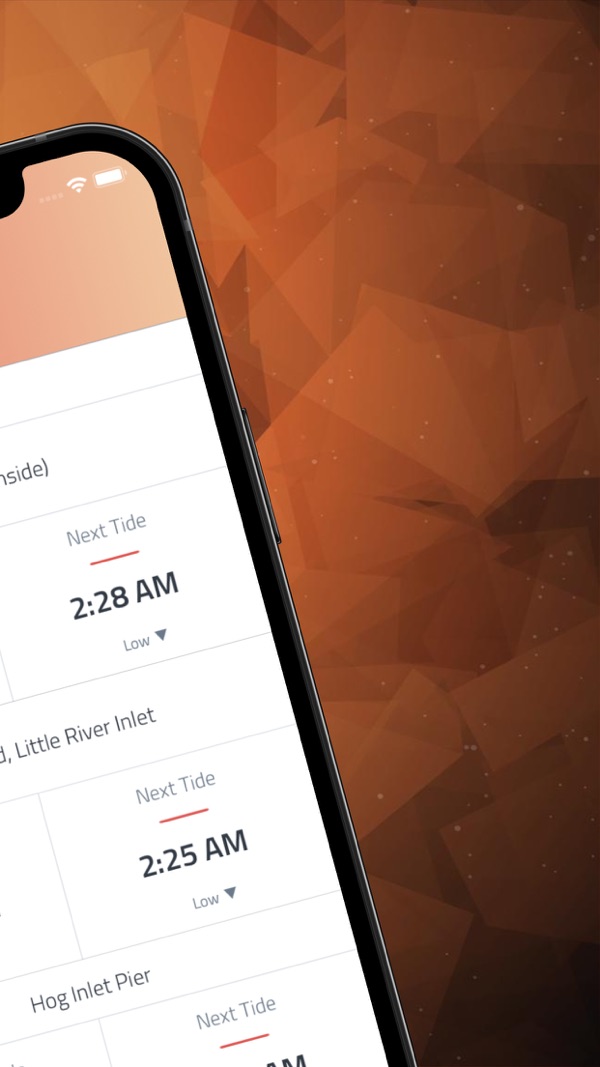 Next Tide
2:28 AM
Low
Little River Inlet
Next Tide
2:25 AM
Low
Hog Inlet Pier
Next Tide
AM